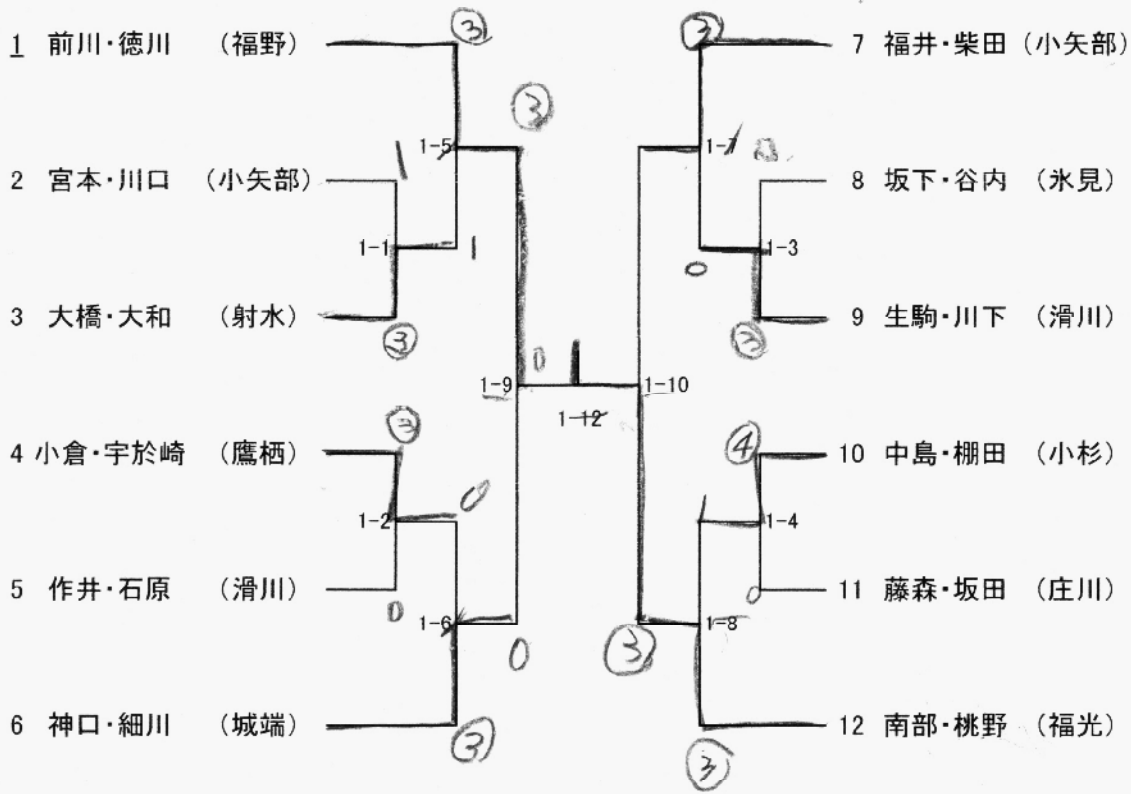 ③ ③
1 前川・徳川 (福野) 7 福井・柴田 (小矢部)
③
1-5 1-7
1
2 宮本・川口 (小矢部) 8 坂下・谷内 (氷見)
1-1 1 1-3
0
3 大橋・大和 (射水) 9 生駒・川下 (滑川)
③
0
1-9 1-10
1-12
③ ④
4 小倉・宇於崎 (鷹栖) 10 中島・棚田 (小杉)
0
1-2 1-4
5 作井・石原 (滑川) 11 藤森・坂田 (庄川)
0 0
1-6 1-8
0 ③
6 神口・細川 (城端) 12 南部・桃野 (福光)
③ ③